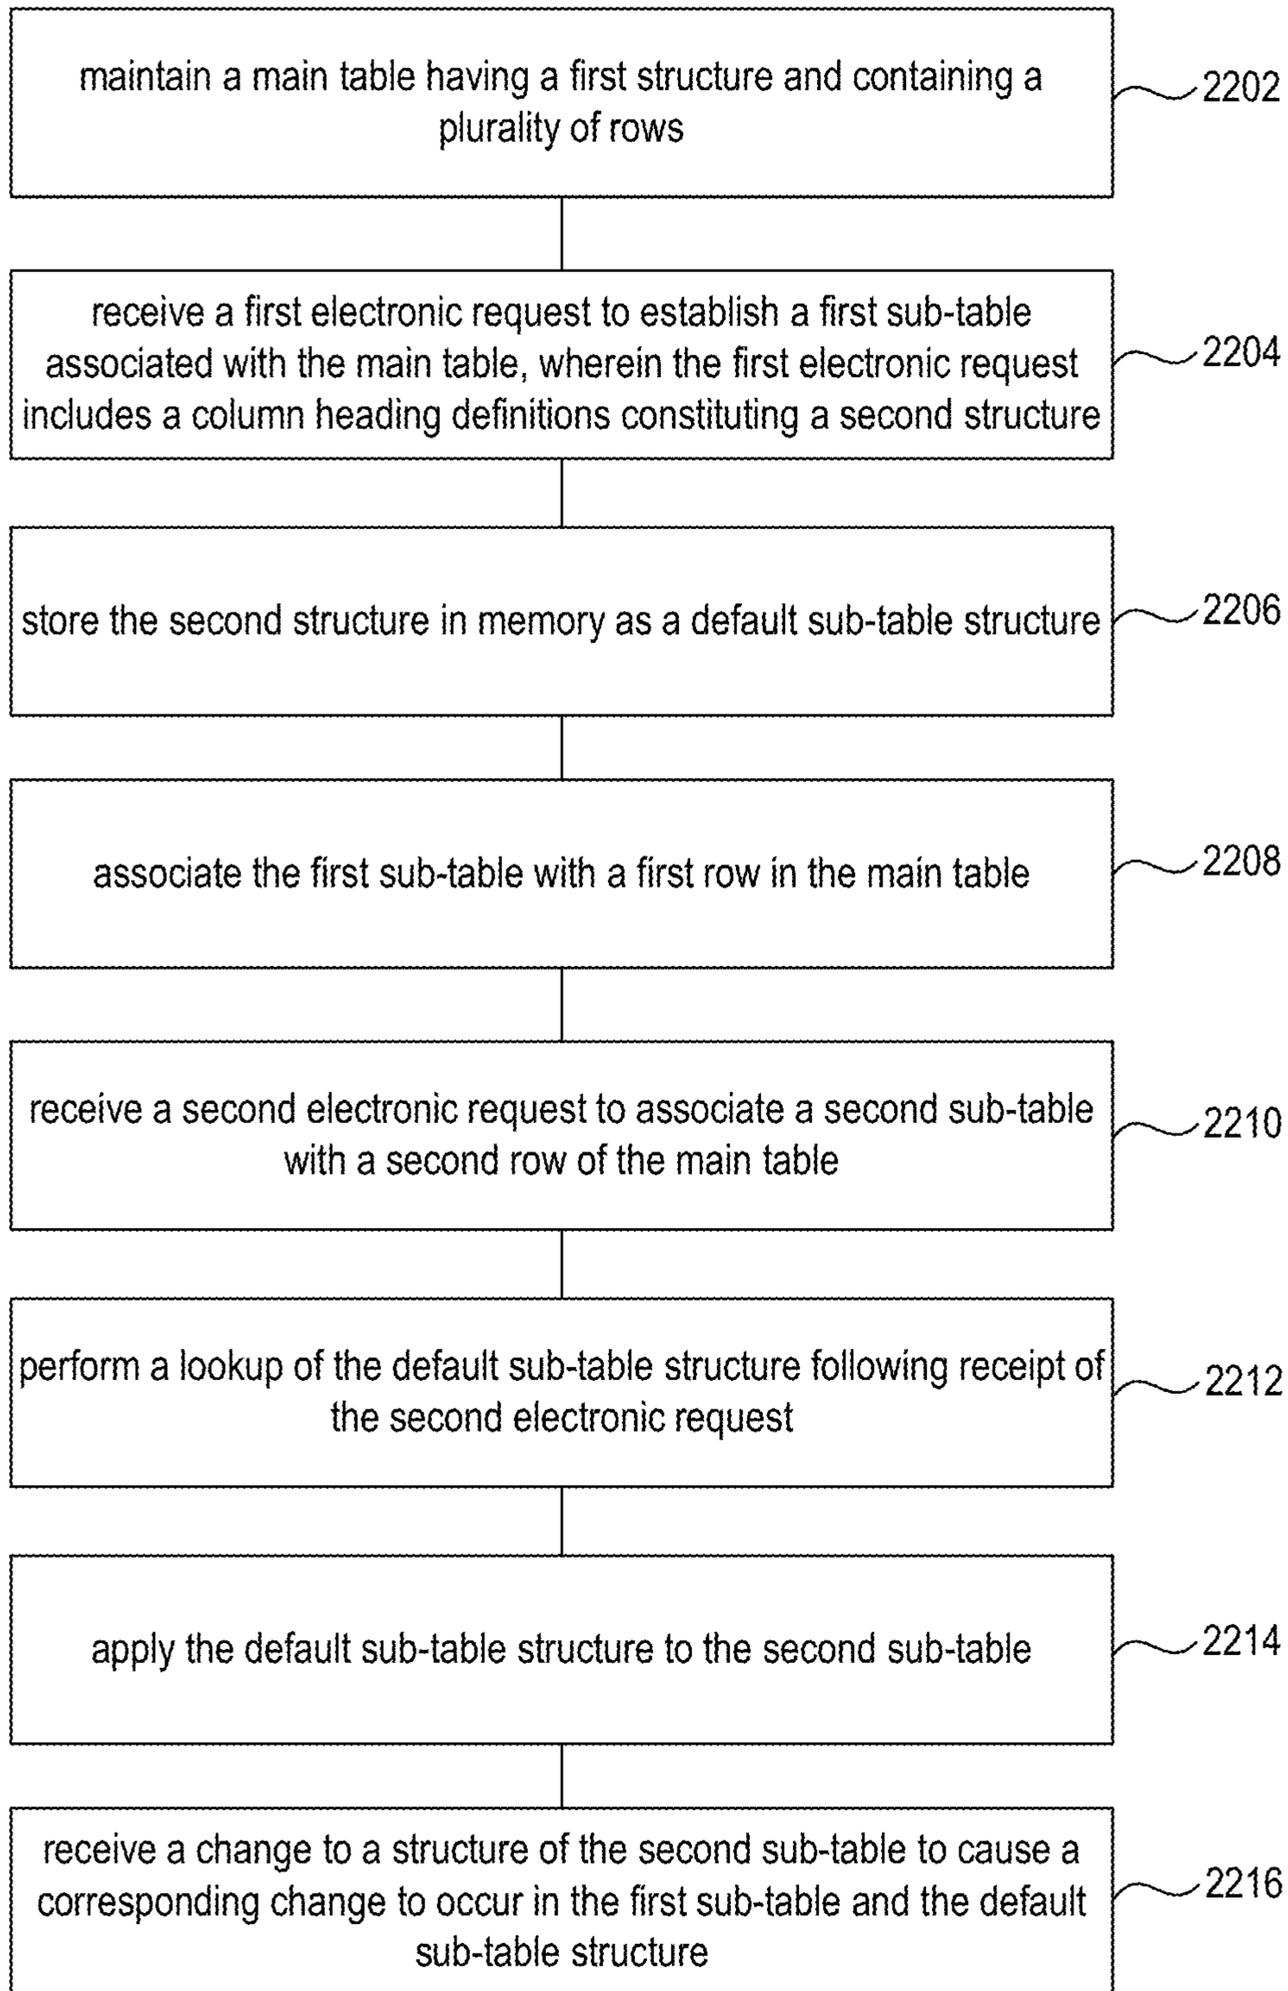 maintain a main table having a first structure and containing a
plurality of rows
2202
receive a first electronic request to establish a first sub-table
associated with the main table, wherein the first electronic request
includes a column heading definitions constituting a second structure
2204
store the second structure in memory as a default sub-table structure
2206
associate the first sub-table with a first row in the main table
2208
receive a second electronic request to associate a second sub-table
with a second row of the main table
2210
perform a lookup of the default sub-table structure following receipt of
the second electronic request
2212
apply the default sub-table structure to the second sub-table
2214
receive a change to a structure of the second sub-table to cause a
corresponding change to occur in the first sub-table and the default
sub-table structure
2216